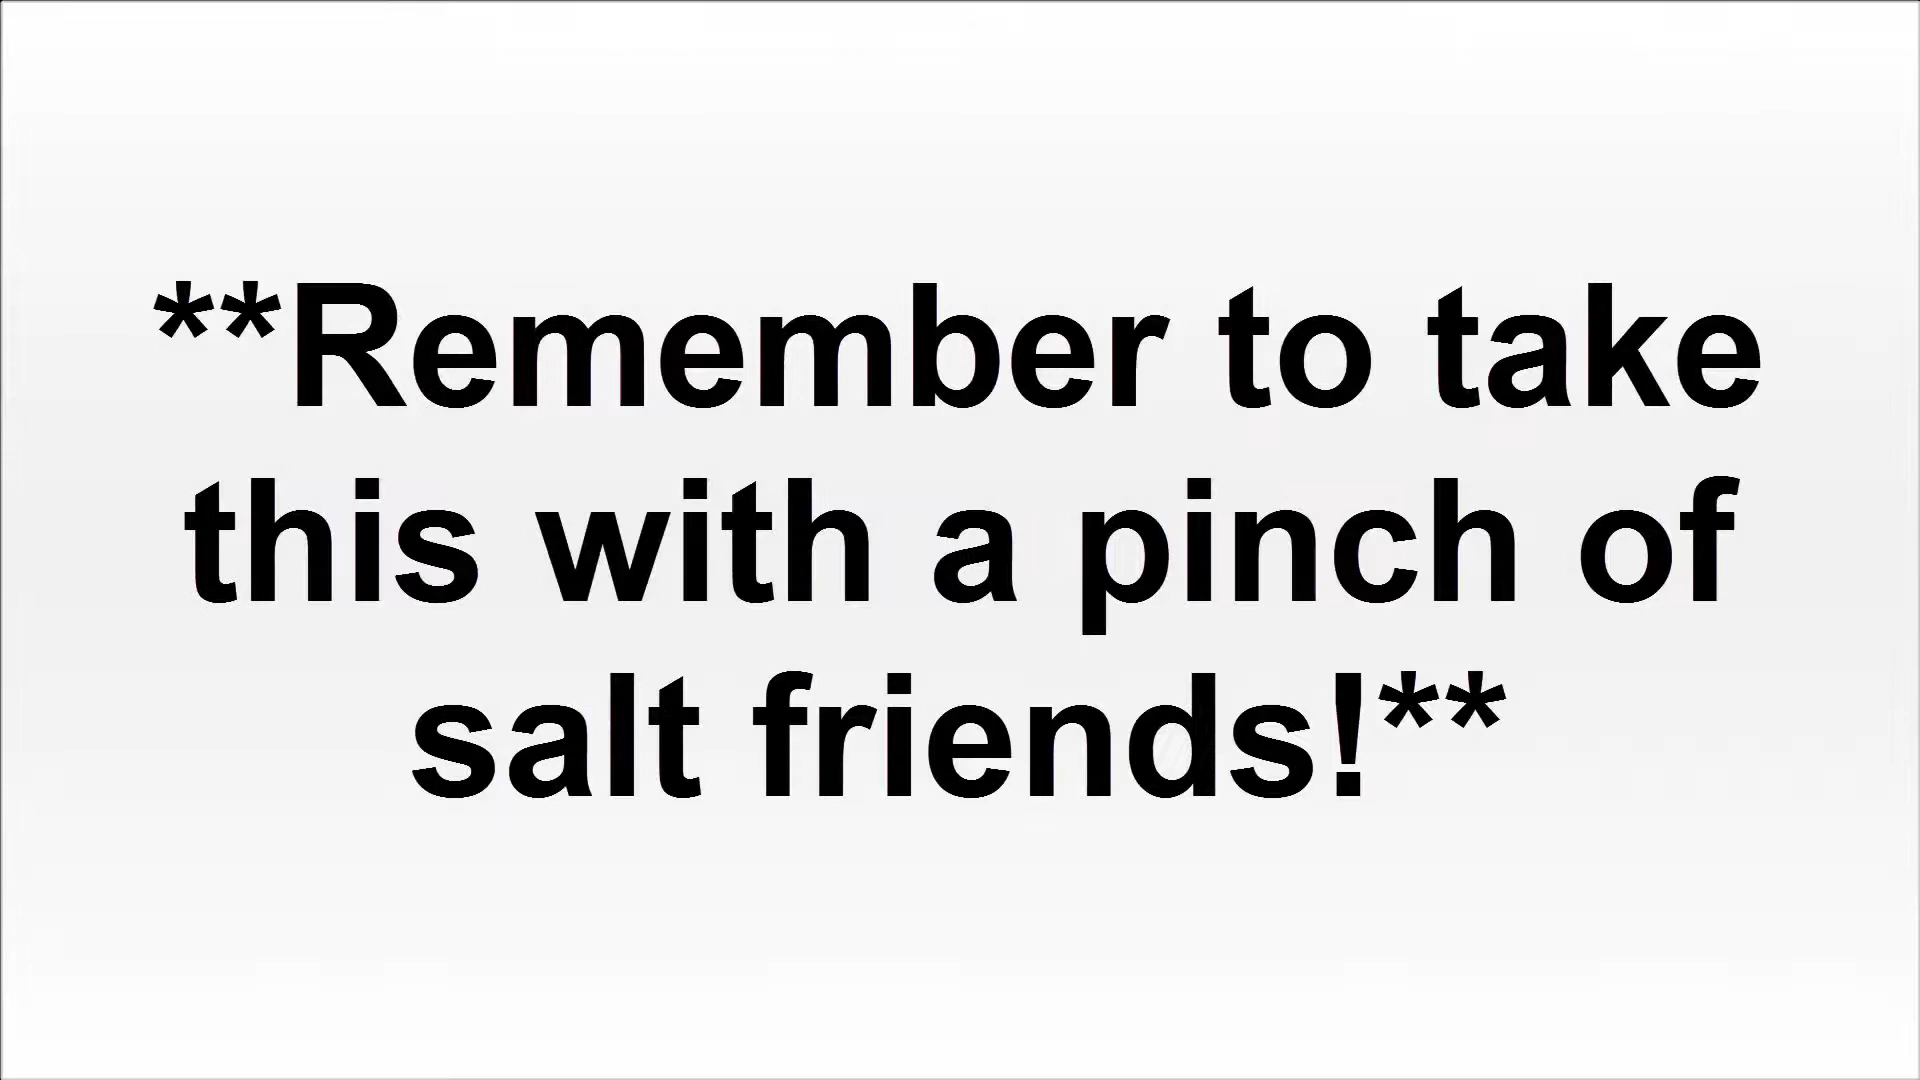 **Remember to take
this with a pinch of
salt friends!**